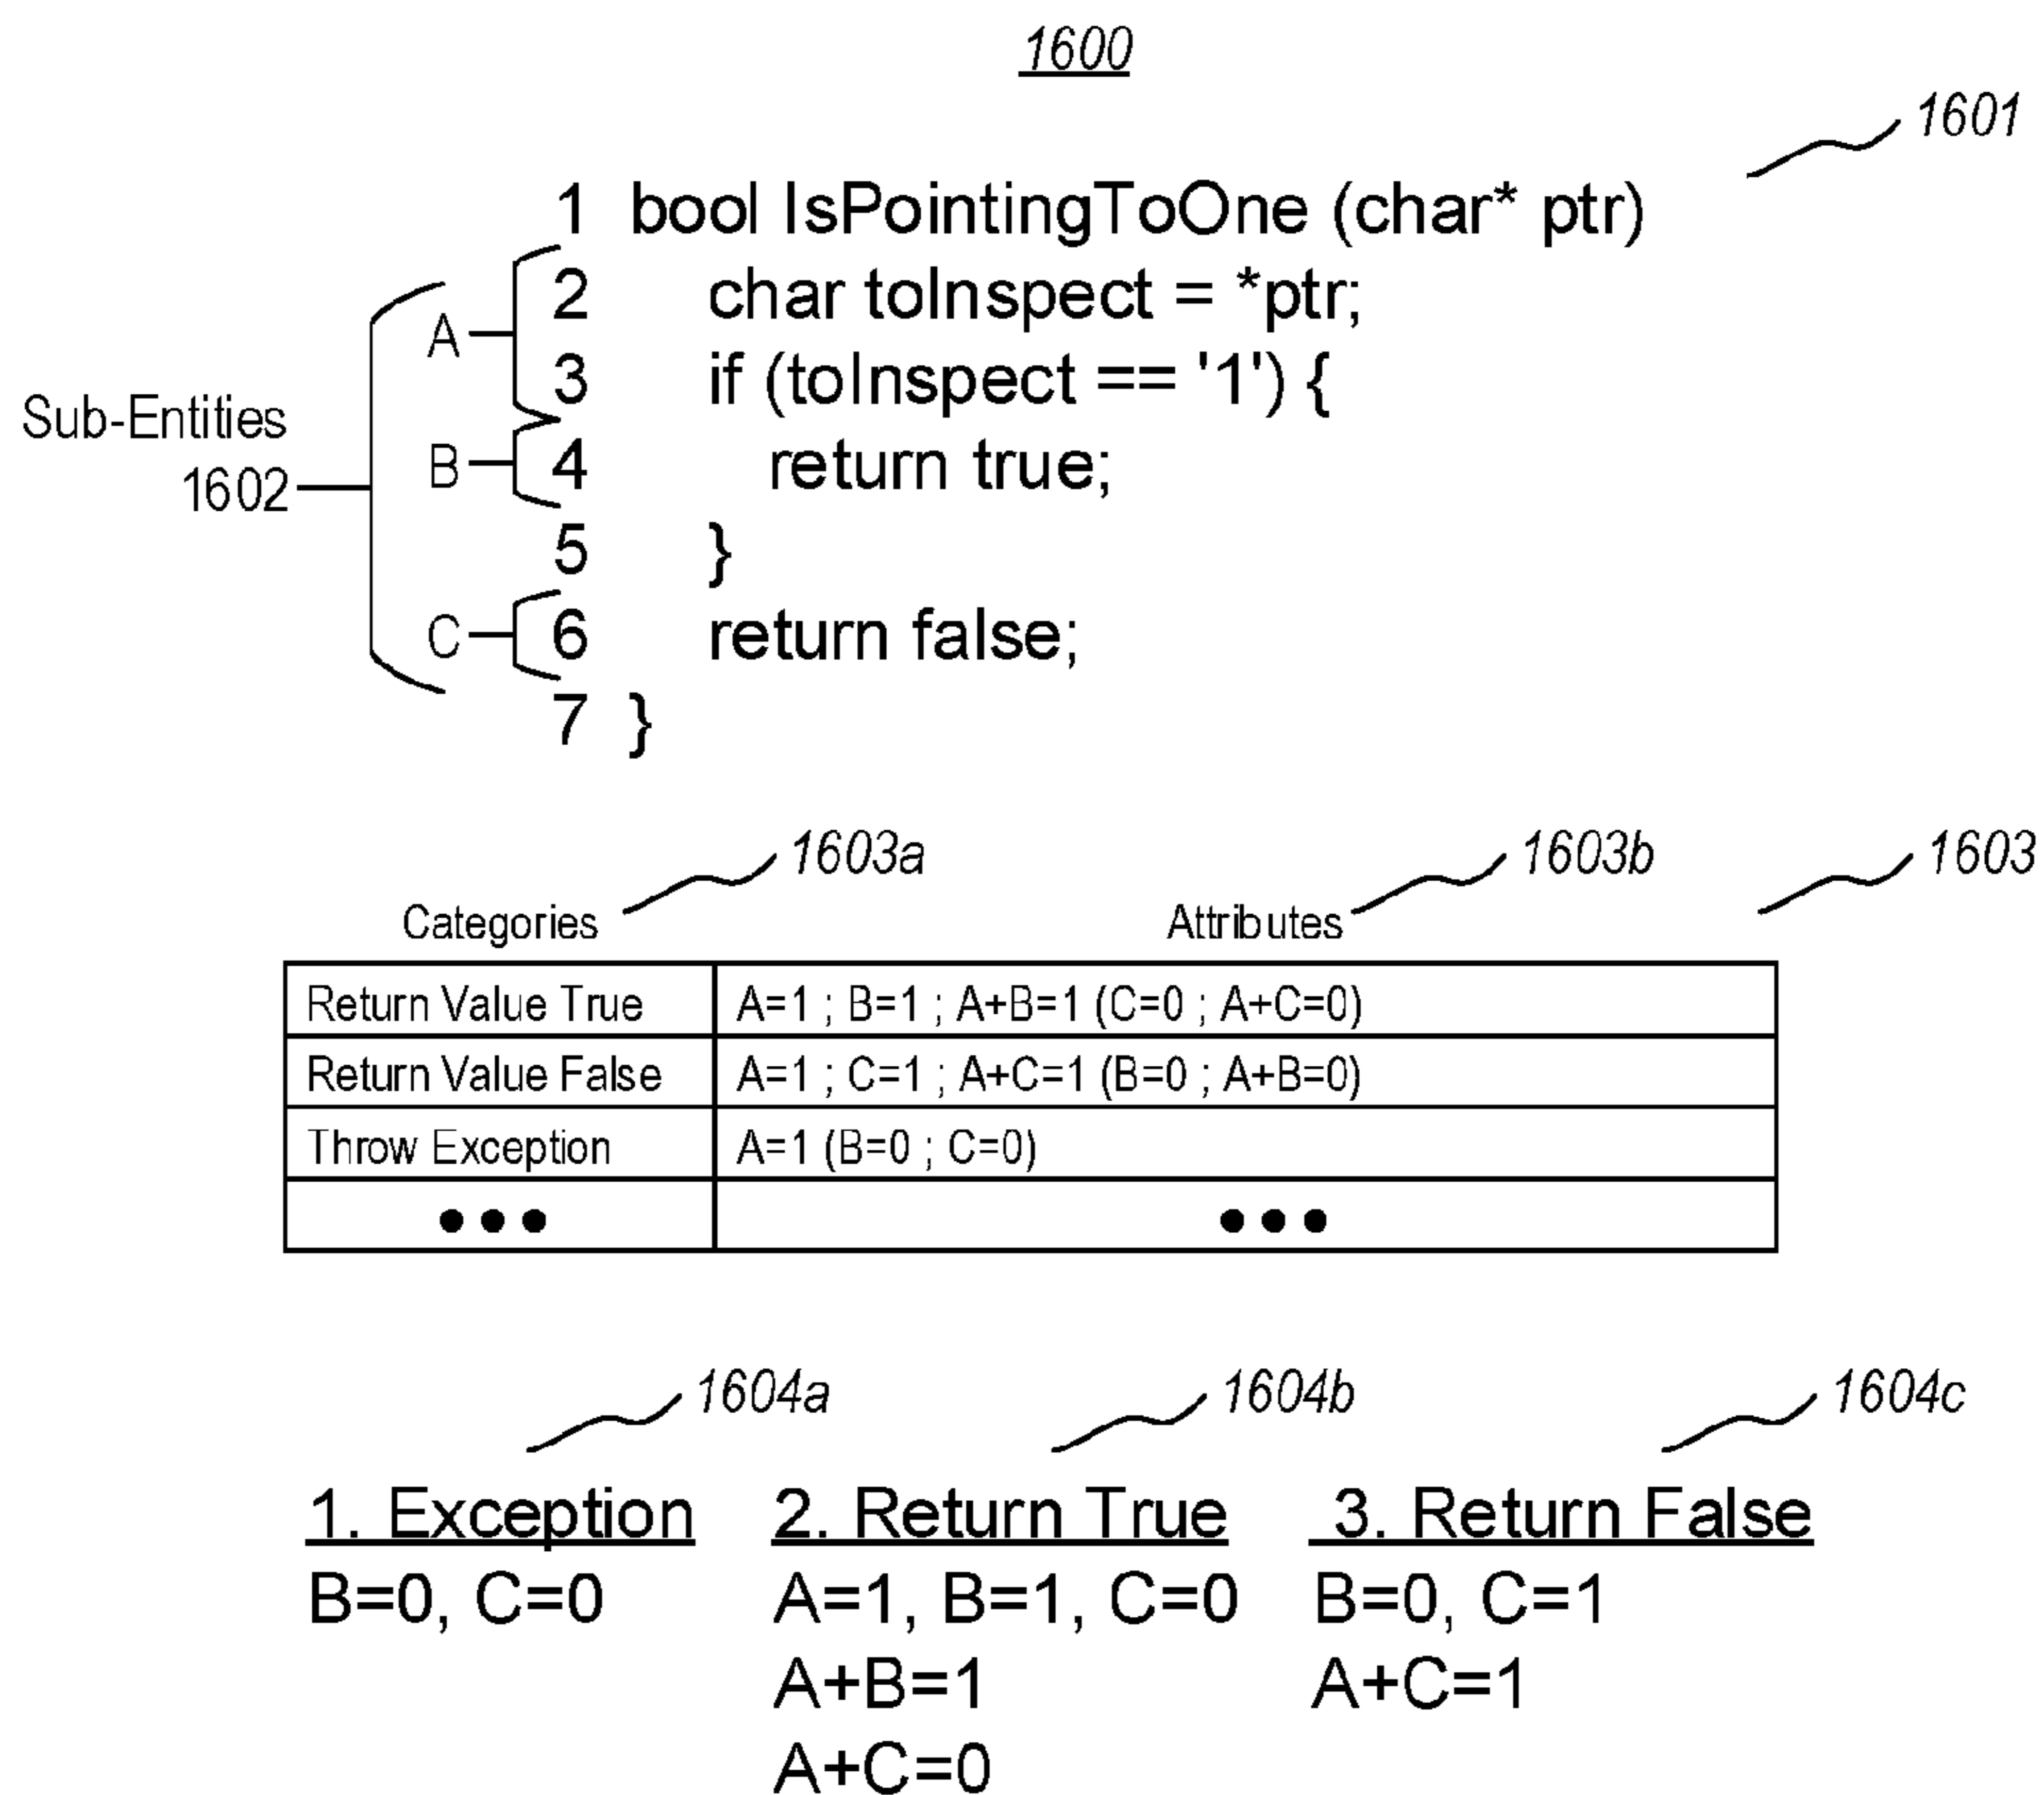 1600
1601
1 bool IsPointingToOne (char* ptr)
2 char toInspect = *ptr;
A
3 if (toInspect == '1') {
Sub-Entities
1602
B
4 return true;
5 }
C
6 return false;
7 }
1603a 1603b 1603
Categories Attributes
Return Value True A=1 ; B=1 ; A+B=1 (C=0 ; A+C=0)
Return Value False A=1 ; C=1 ; A+C=1 (B=0 ; A+B=0)
Throw Exception A=1 (B=0 ; C=0)
●●● ●●●
1604a 1604b 1604c
1. Exception 2. Return True 3. Return False
B=0, C=0 A=1, B=1, C=0 B=0, C=1
A+B=1 A+C=1
A+C=0